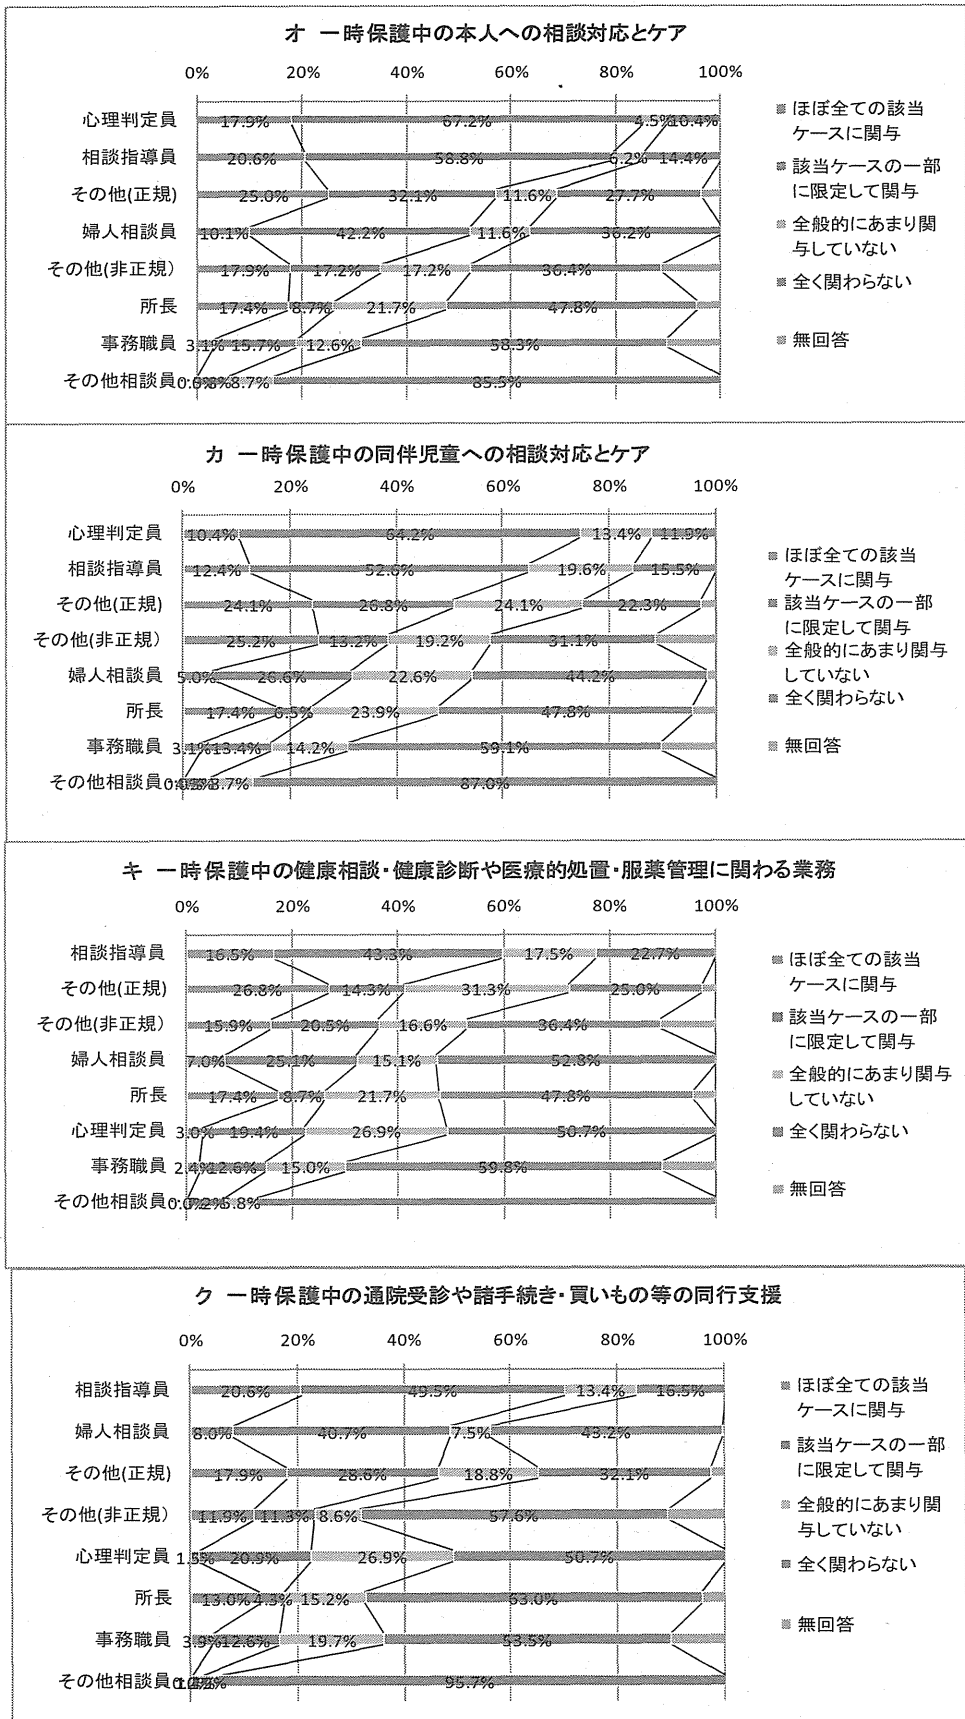 オ 一時保護中の本人への相談対応とケア
0% 20% 40% 60% 80% 100%
心理判定員 17.9% 67.2% 4.5% 10.4%
相談指導員 20.6% 58.8% 6.2% 14.4%
その他(正規) 25.0% 32.1% 11.6% 27.7%
婦人相談員 10.1% 42.2% 11.6% 36.2%
その他(非正規) 17.9% 17.2% 17.2% 36.4%
所長 17.4% 8.7% 21.7% 47.8%
事務職員 3.1% 15.7% 12.6% 58.3%
その他相談員 8.7% 85.5%
ほぼ全ての該当
ケースに関与
該当ケースの一部
に限定して関与
全般的にあまり関
与していない
全く関わらない
無回答
カ 一時保護中の同伴児童への相談対応とケア
0% 20% 40% 60% 80% 100%
心理判定員 10.4% 64.2% 13.4% 11.9%
相談指導員 12.4% 52.6% 19.6% 15.5%
その他(正規) 24.1% 26.8% 24.1% 22.3%
その他(非正規) 25.2% 13.2% 19.2% 31.1%
婦人相談員 5.0% 26.6% 22.6% 44.2%
所長 17.4% 6.5% 23.9% 47.8%
事務職員 3.1% 13.4% 14.2% 59.1%
その他相談員 87.0%
ほぼ全ての該当
ケースに関与
該当ケースの一部
に限定して関与
全般的にあまり関与
していない
全く関わらない
無回答
キ 一時保護中の健康相談・健康診断や医療的処置・服薬管理に関わる業務
0% 20% 40% 60% 80% 100%
相談指導員 16.5% 43.3% 17.5% 22.7%
その他(正規) 26.8% 14.3% 31.3% 25.0%
その他(非正規) 15.9% 20.5% 16.6% 36.4%
婦人相談員 7.0% 25.1% 15.1% 52.8%
所長 17.4% 8.7% 21.7% 47.8%
心理判定員 3.0% 19.4% 26.9% 50.7%
事務職員 2.4% 12.6% 15.0% 59.8%
その他相談員 5.8%
ほぼ全ての該当
ケースに関与
該当ケースの一部
に限定して関与
全般的にあまり関与
していない
全く関わらない
無回答
ク 一時保護中の通院受診や諸手続き・買いもの等の同行支援
0% 20% 40% 60% 80% 100%
相談指導員 20.6% 49.5% 13.4% 16.5%
婦人相談員 8.0% 40.7% 7.5% 43.2%
その他(正規) 17.9% 28.6% 18.8% 32.1%
その他(非正規) 11.9% 11.3% 8.6% 57.6%
心理判定員 1.5% 20.9% 26.9% 50.7%
所長 13.0% 4.3% 15.2% 63.0%
事務職員 3.9% 12.6% 19.7% 53.5%
その他相談員 95.7%
ほぼ全ての該当
ケースに関与
該当ケースの一部
に限定して関与
全般的にあまり関
与していない
全く関わらない
無回答